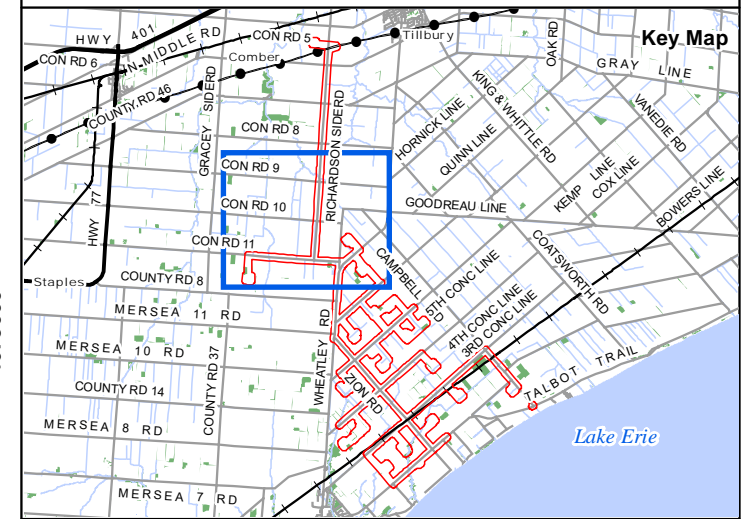 Key Map
HWY 401
CON RD 5
Tillbury
OAK RD
CON RD 6
N MIDDLE RD
Comber
GRAY LINE
COUNTY RD 46
GRACEY SIDERD
RICHARDSON SIDERD
KING & WHITTLE RD
VANEDIE RD
HORNICK LINE
QUINN LINE
CON RD 8
CON RD 9
KEMP LINE
COX LINE
BOWERS LINE
CON RD 10
GOODREAU LINE
HWY 77
CON RD 11
CAMPBELL
COATSWORTH RD
Staples
COUNTY RD 8
5TH CONC LINE
MERSEA 11 RD
4TH CONC LINE
3RD CONC LINE
MERSEA 10 RD
WHEATLEY RD
COUNTY RD 37
ZION RD
TALBOT TRAIL
COUNTY RD 14
MERSEA 8 RD
Lake Erie
MERSEA 7 RD